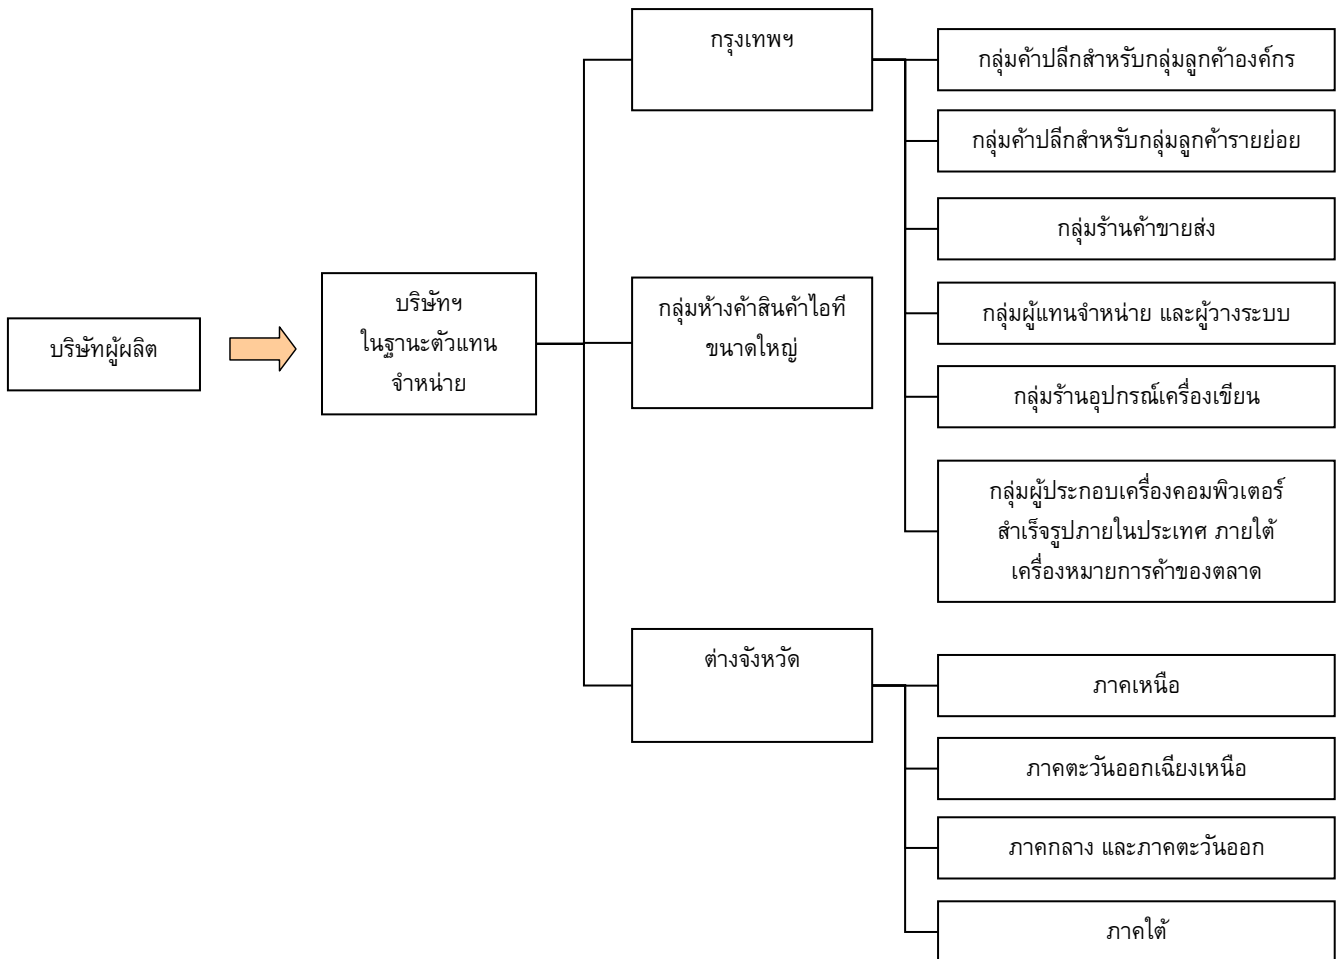 บริษัทผู้ผลิต
บริษัทฯ
ในฐานะตัวแทน
จำหน่าย
กรุงเทพฯ
กลุ่มค้าปลีกสำหรับกลุ่มลูกค้าองค์กร
กลุ่มค้าปลีกสำหรับกลุ่มลูกค้ารายย่อย
กลุ่มร้านค้าขายส่ง
กลุ่มผู้แทนจำหน่าย และผู้วางระบบ
กลุ่มร้านอุปกรณ์เครื่องเขียน
กลุ่มผู้ประกอบเครื่องคอมพิวเตอร์
สำเร็จรูปภายในประเทศ ภายใต้
เครื่องหมายการค้าของตลาด
กลุ่มห้างค้าสินค้าไอที
ขนาดใหญ่
ต่างจังหวัด
ภาคเหนือ
ภาคตะวันออกเฉียงเหนือ
ภาคกลาง และภาคตะวันออก
ภาคใต้